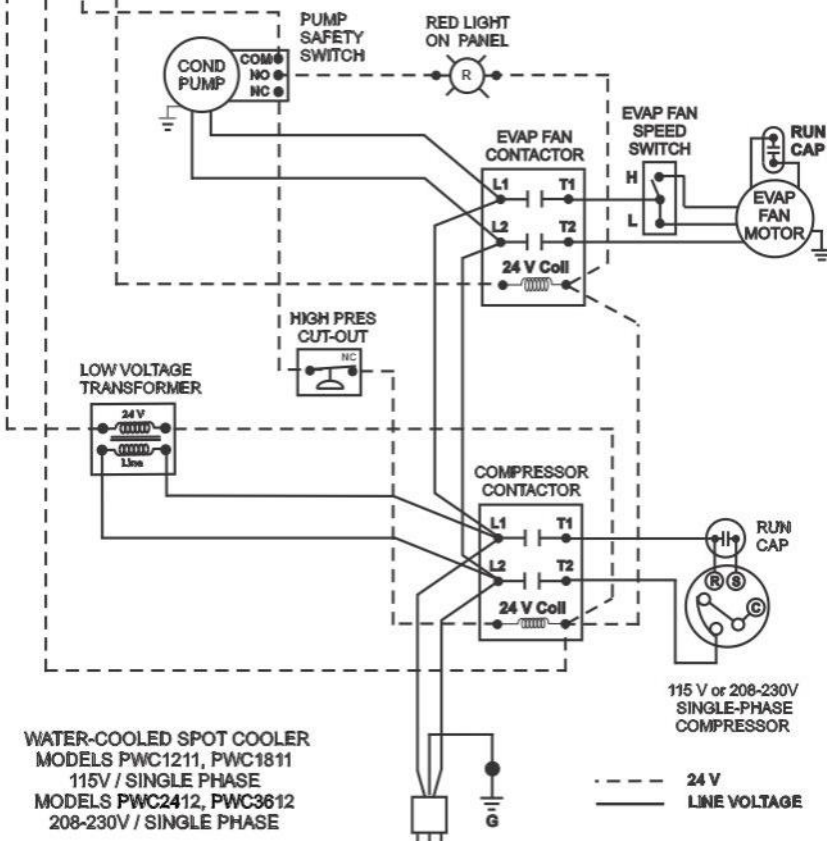 PUMP
SAFETY
SWITCH
RED LIGHT
ON PANEL
COND
PUMP
COM
NO
NC
R
EVAP FAN
CONTACTOR
EVAP FAN
SPEED
SWITCH
RUN
CAP
L1
T1
H
EVAP
FAN
MOTOR
L2
T2
L
24 V Coil
HIGH PRES
CUT-OUT
NC
LOW VOLTAGE
TRANSFORMER
24 V
Line
COMPRESSOR
CONTACTOR
L1
T1
RUN
CAP
L2
T2
R
S
C
24 V Coil
115 V or 208-230V
SINGLE-PHASE
COMPRESSOR
WATER-COOLED SPOT COOLER
MODELS PWC1211, PWC1811
115V / SINGLE PHASE
MODELS PWC2412, PWC3612
208-230V / SINGLE PHASE
G
24 V
LINE VOLTAGE